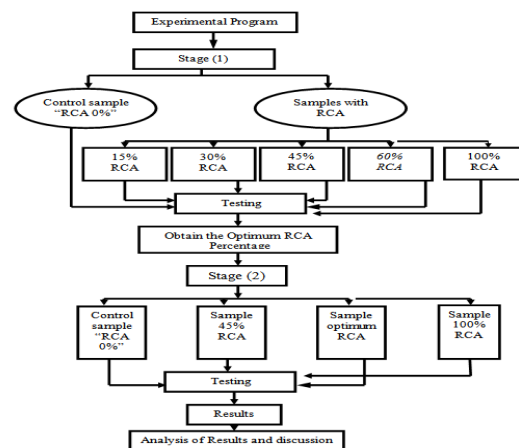 Experimental Program
Stage (1)
Control sample
“RCA 0%”
Samples with
RCA
15%
RCA
30%
RCA
45%
RCA
60%
RCA
100%
RCA
Testing
Obtain the Optimum RCA
Percentage
Stage (2)
Control
sample
“RCA
0%”
Sample
45%
RCA
Sample
optimum
RCA
Sample
100%
RCA
Testing
Results
Analysis of Results and discussion